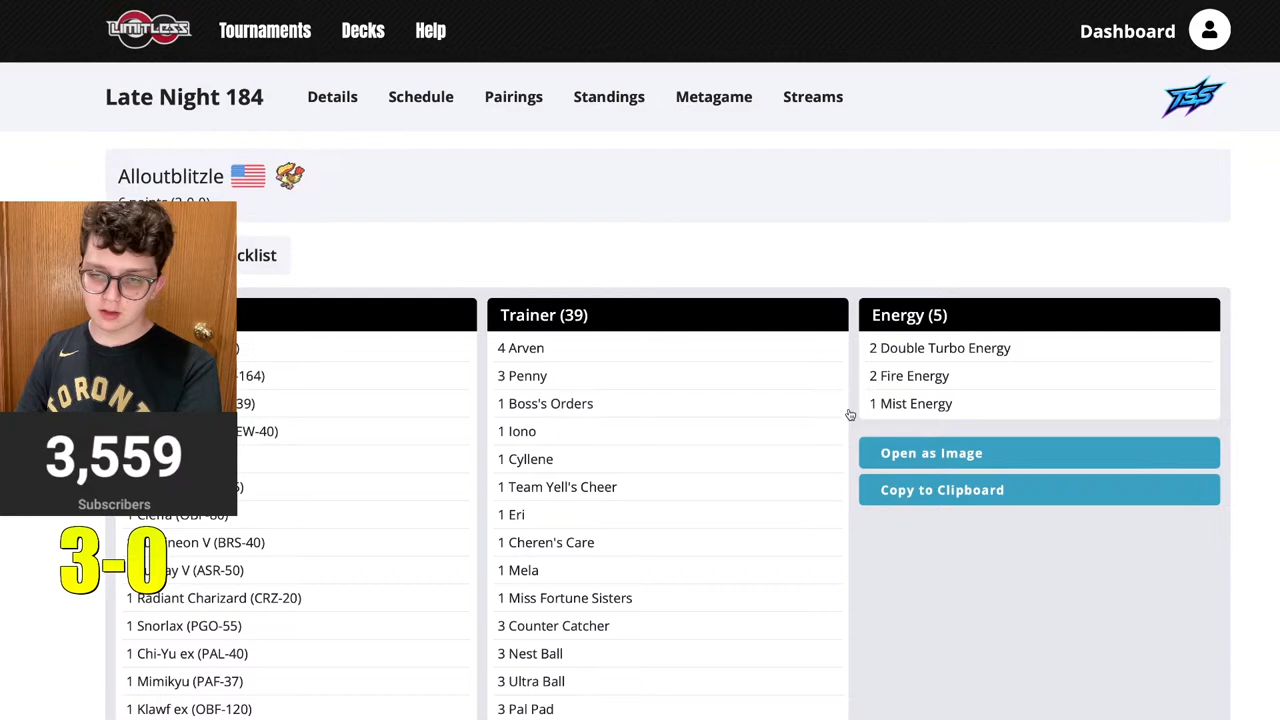 LIMITLESS Tournaments Decks Help Dashboard
Late Night 184 Details Schedule Pairings Standings Metagame Streams TSS
Alloutblitzle
cklist
Trainer (39)
Energy (5)
4 Arven
2 Double Turbo Energy
-164)
3 Penny
2 Fire Energy
39)
1 Boss's Orders
1 Mist Energy
EW-40)
1 Iono
Open as Image
1 Cyllene
Copy to Clipboard
1 Team Yell's Cheer
1 Eri
(BRS-40)
1 Cheren's Care
V (ASR-50)
1 Mela
1 Radiant Charizard (CRZ-20)
1 Miss Fortune Sisters
1 Snorlax (PGO-55)
3 Counter Catcher
1 Chi-Yu ex (PAL-40)
3 Nest Ball
1 Mimikyu (PAF-37)
3 Ultra Ball
1 Klawf ex (OBF-120)
3 Pal Pad
TORONT
3,559
Subscribers
3-0